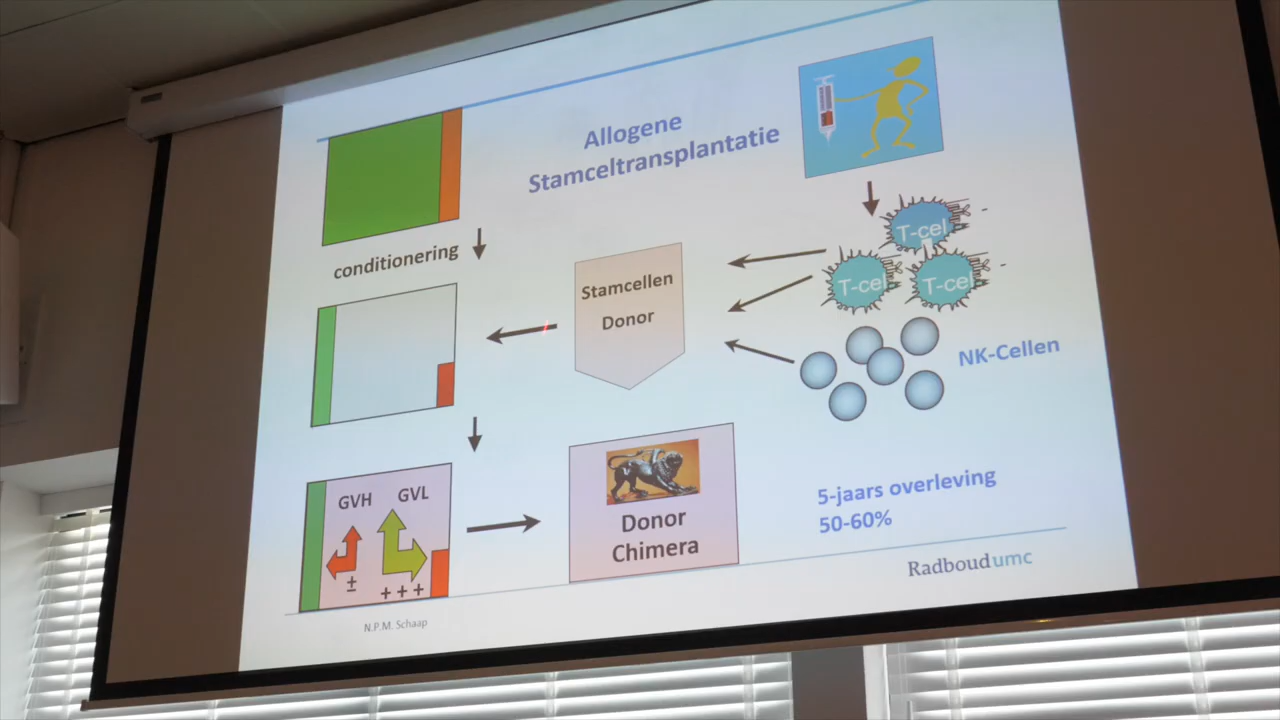 Allogene
Stamceltransplantatie
conditionering
Stamcellen
Donor
T-cel
T-cel
T-cel
NK-Cellen
GVH
GVL
±
+ + +
Donor
Chimera
5-jaars overleving
50-60%
Radboudumc
N.P.M. Schaap